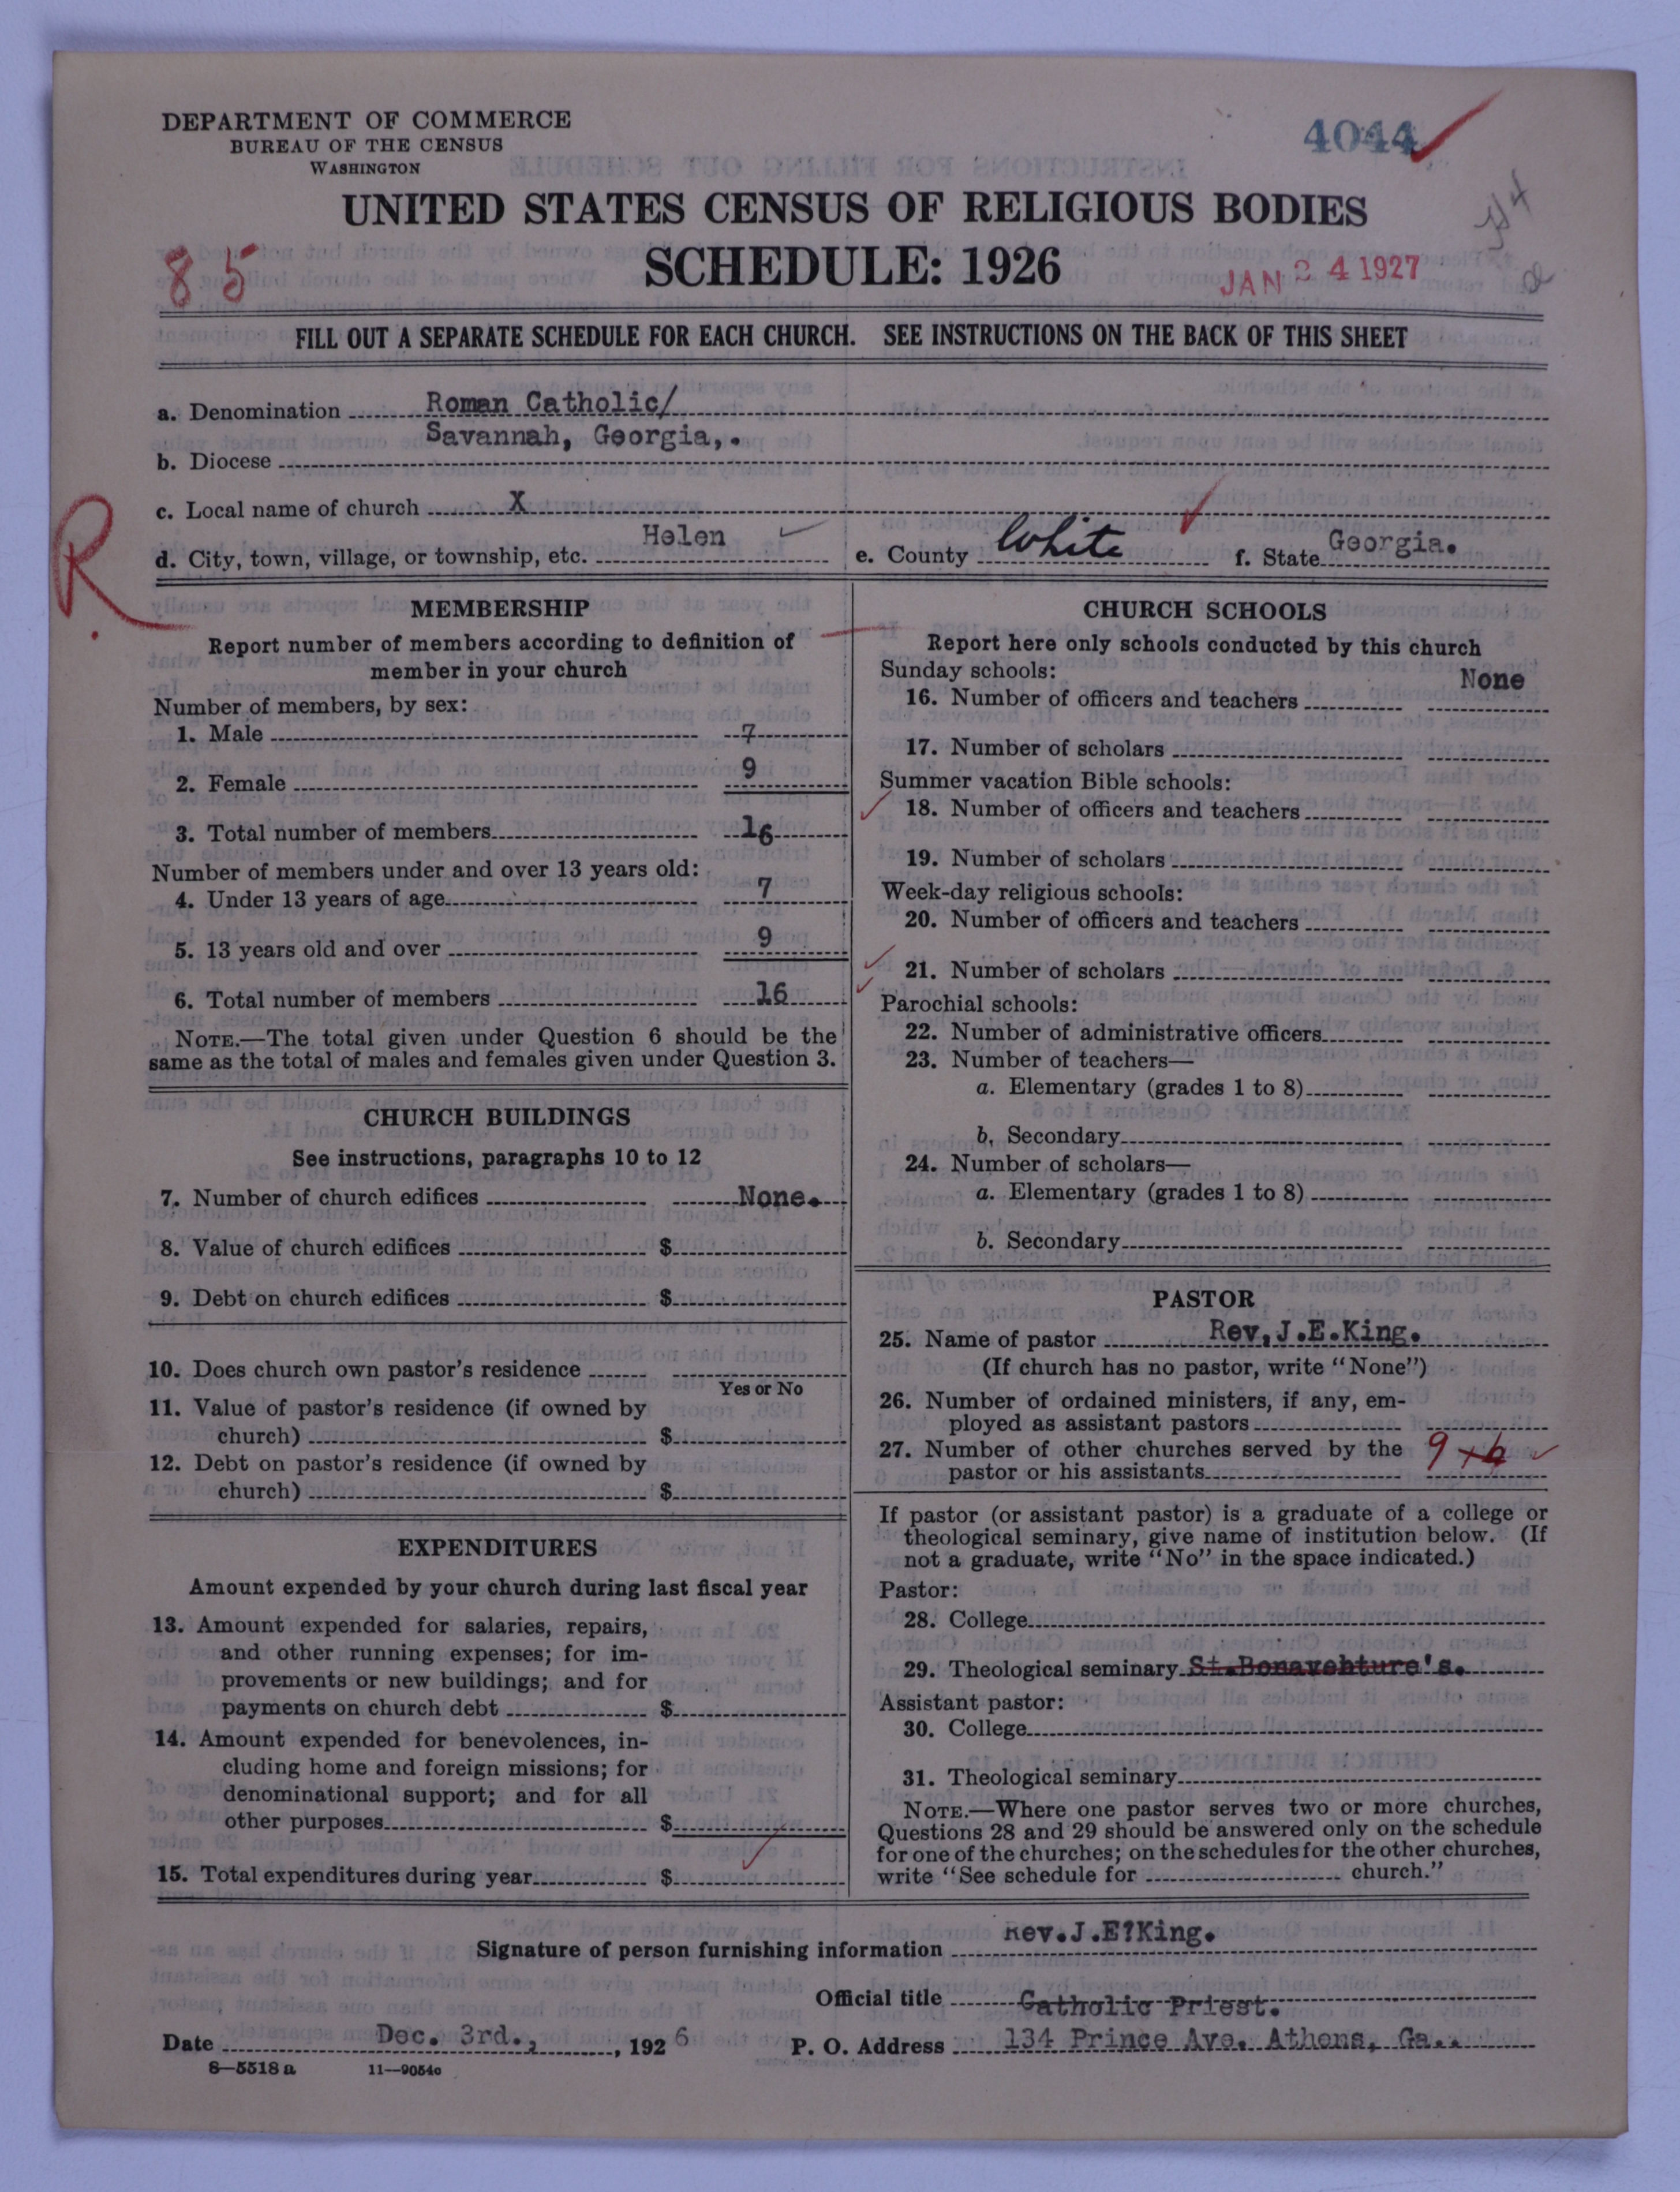 DEPARTMENT OF COMMERCE
BUREAU OF THE CENSUS
WASHINGTON
4044
UNITED STATES CENSUS OF RELIGIOUS BODIES
SCHEDULE: 1926
85
JAN 24 1927
FILL OUT A SEPARATE SCHEDULE FOR EACH CHURCH. SEE INSTRUCTIONS ON THE BACK OF THIS SHEET
a. Denomination Roman Catholic/
Savannah, Georgia,.
b. Diocese
c. Local name of church X
R.
d. City, town, village, or township, etc. Helen e. County White f. State Georgia.
MEMBERSHIP
Report number of members according to definition of
member in your church
Number of members, by sex:
1. Male 7
2. Female 9
3. Total number of members 16
Number of members under and over 13 years old:
4. Under 13 years of age 7
5. 13 years old and over 9
6. Total number of members 16
NOTE.—The total given under Question 6 should be the
same as the total of males and females given under Question 3.
CHURCH BUILDINGS
See instructions, paragraphs 10 to 12
7. Number of church edifices None.
8. Value of church edifices $
9. Debt on church edifices $
10. Does church own pastor's residence
Yes or No
11. Value of pastor's residence (if owned by
church) $
12. Debt on pastor's residence (if owned by
church) $
EXPENDITURES
Amount expended by your church during last fiscal year
13. Amount expended for salaries, repairs,
and other running expenses; for im-
provements or new buildings; and for
payments on church debt $
14. Amount expended for benevolences, in-
cluding home and foreign missions; for
denominational support; and for all
other purposes $
15. Total expenditures during year $
CHURCH SCHOOLS
Report here only schools conducted by this church
Sunday schools:
16. Number of officers and teachers None
17. Number of scholars
Summer vacation Bible schools:
18. Number of officers and teachers
19. Number of scholars
Week-day religious schools:
20. Number of officers and teachers
21. Number of scholars
Parochial schools:
22. Number of administrative officers
23. Number of teachers—
a. Elementary (grades 1 to 8)
b. Secondary
24. Number of scholars—
a. Elementary (grades 1 to 8)
b. Secondary
PASTOR
25. Name of pastor Rev,J.E.King.
(If church has no pastor, write "None")
26. Number of ordained ministers, if any, em-
ployed as assistant pastors
27. Number of other churches served by the
pastor or his assistants 9
If pastor (or assistant pastor) is a graduate of a college or
theological seminary, give name of institution below. (If
not a graduate, write "No" in the space indicated.)
Pastor:
28. College
29. Theological seminary St.Bonaventure's.
Assistant pastor:
30. College
31. Theological seminary
NOTE.—Where one pastor serves two or more churches,
Questions 28 and 29 should be answered only on the schedule
for one of the churches; on the schedules for the other churches,
write "See schedule for church."
Signature of person furnishing information Rev.J.E?King.
Official title Catholic Priest.
Date Dec. 3rd., 1926 P. O. Address 134 Prince Ave. Athens, Ga..
8—5518 a 11—9054c